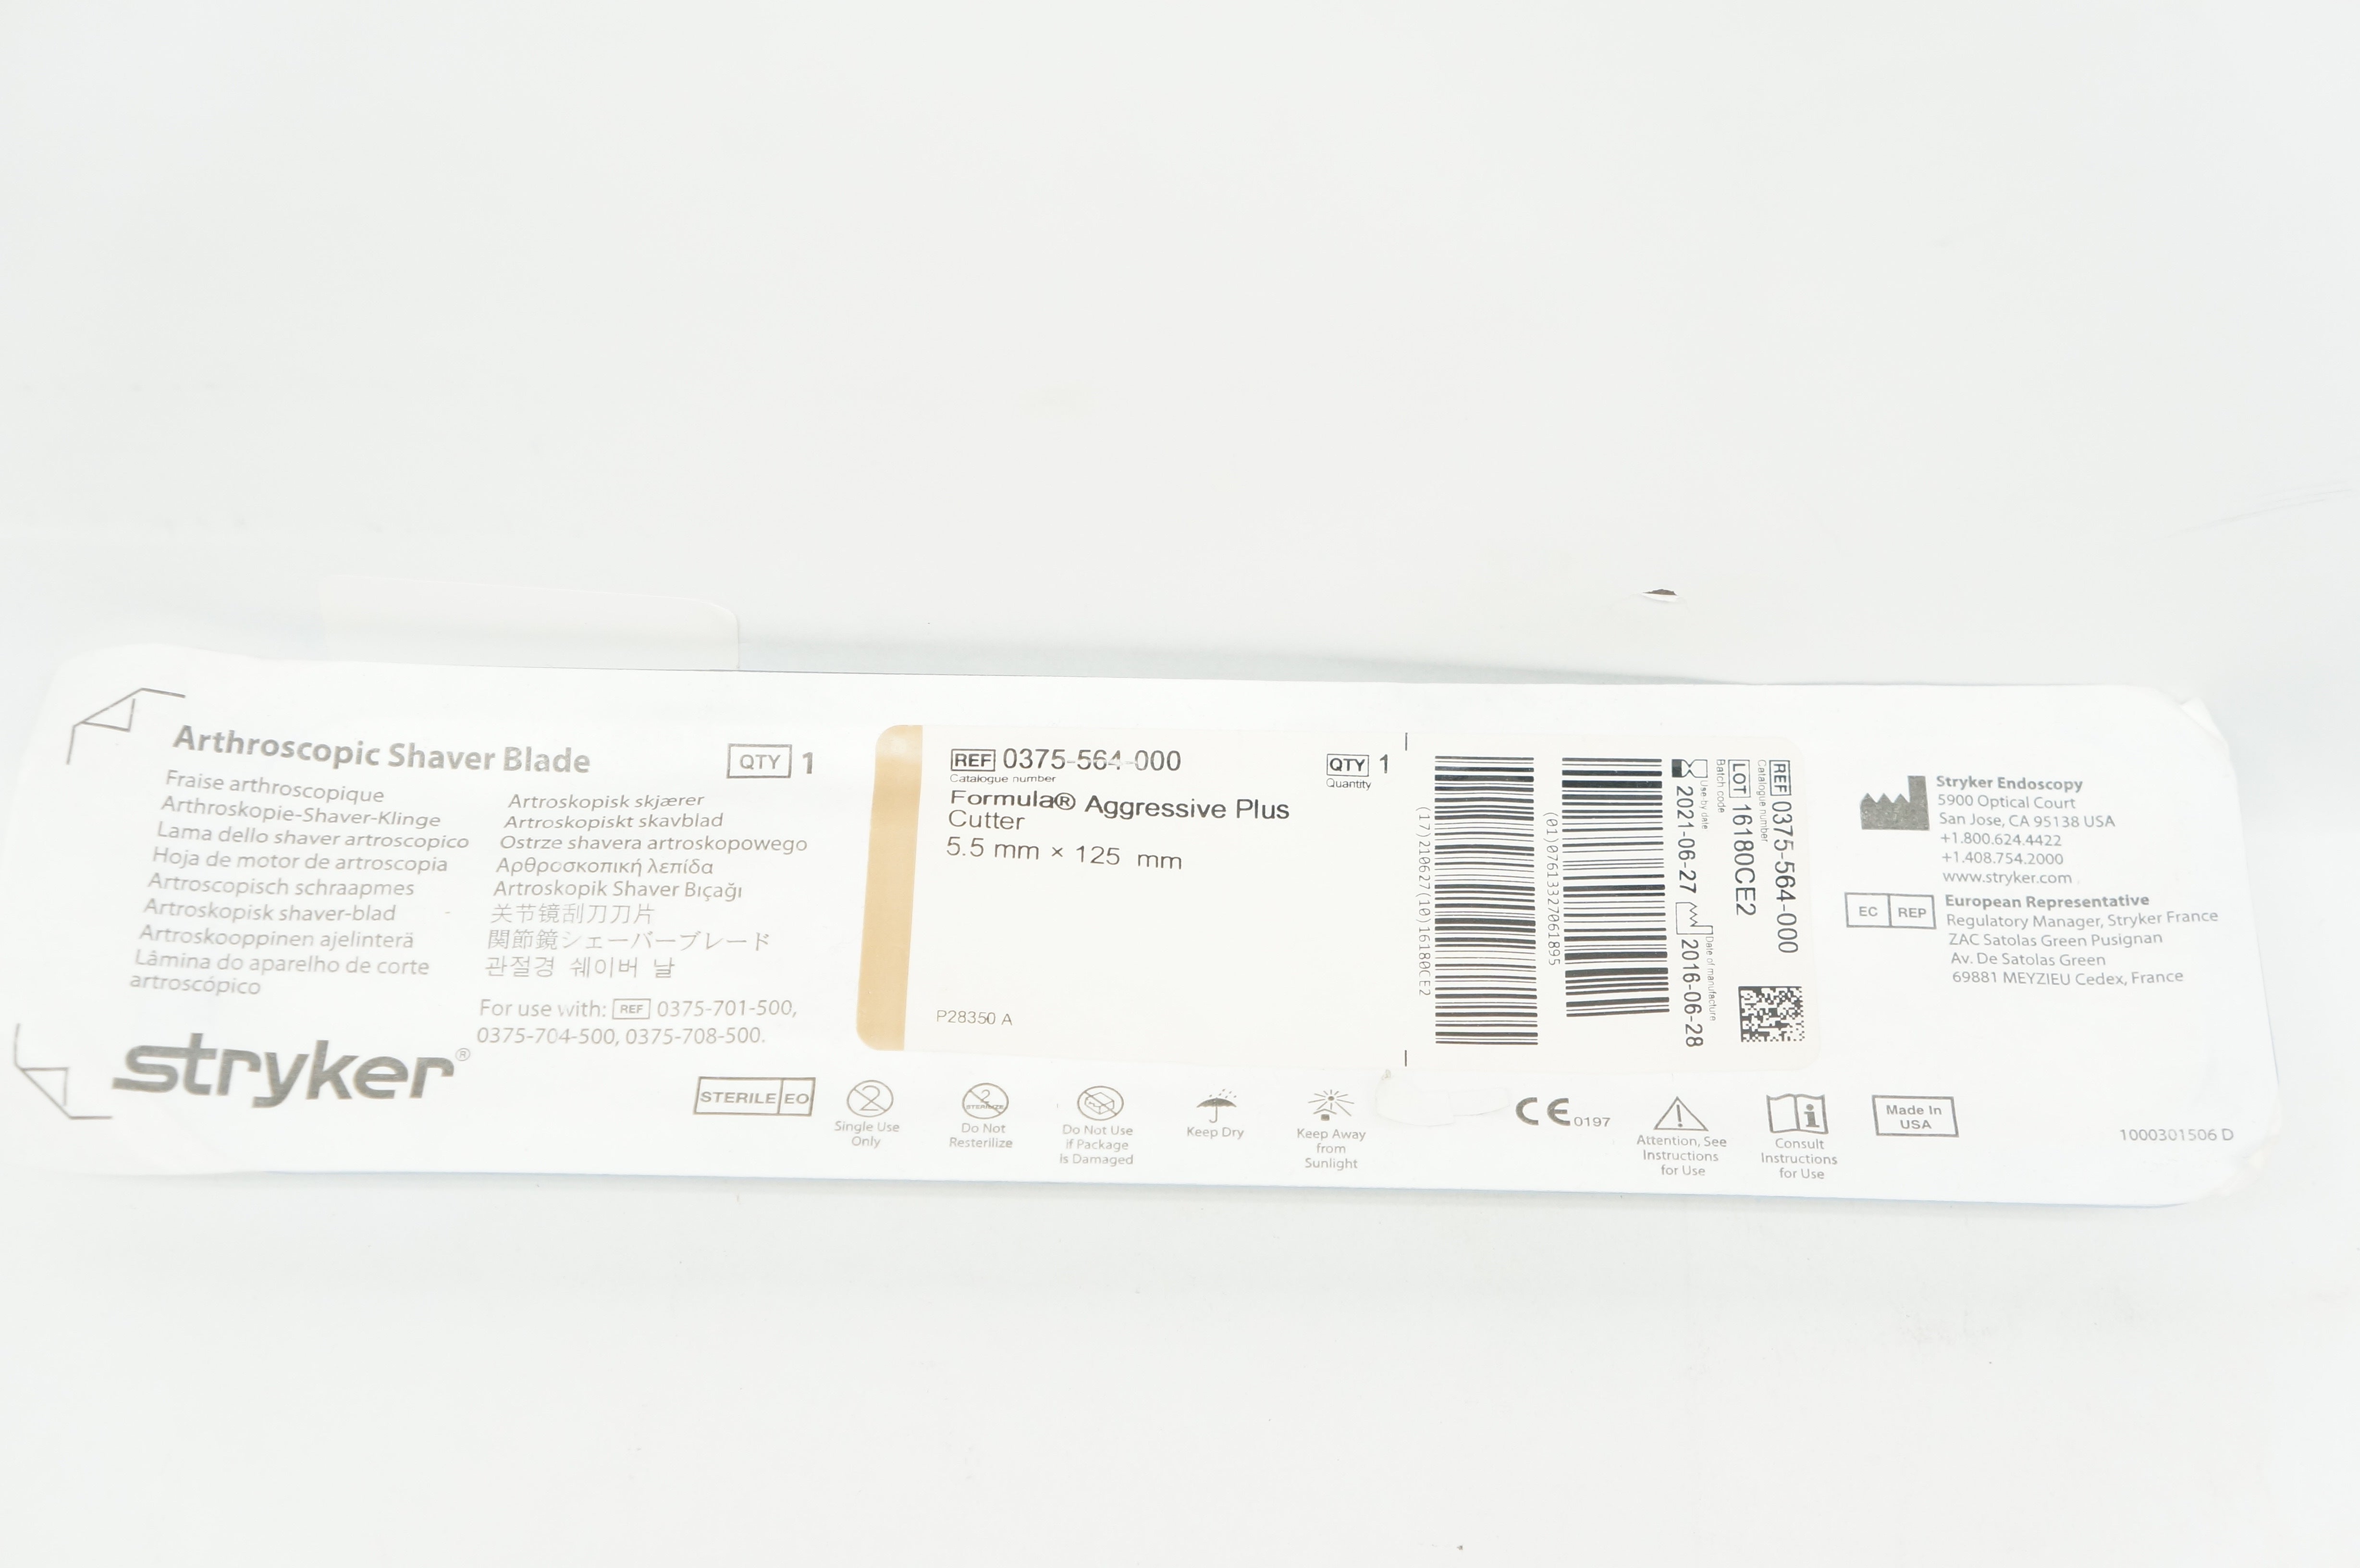 Arthroscopic Shaver Blade
QTY 1
Fraise arthroscopique
Arthroskopie-Shaver-Klinge
Lama dello shaver artroscopico
Hoja de motor de artroscopia
Artroscopisch schraapmes
Artroskopisk shaver-blad
Artroskooppinen ajelinterä
Lâmina do aparelho de corte
artroscópico
Artroskopisk skjærer
Artroskopiskt skavblad
Ostrze shavera artroskopowego
Αρθροσκοπική λεπίδα
Artroskopik Shaver Bıçağı
关节镜刮刀刀片
関節鏡シェーバーブレード
관절경 쉐이버 날
For use with: REF 0375-701-500,
0375-704-500, 0375-708-500.
stryker®
REF 0375-564-000
Catalogue number
QTY 1
Quantity
Formula® Aggressive Plus
Cutter
5.5 mm × 125 mm
P28350 A
(17)210627(10)16180CE2
(01)07613327061895
Use-by date
2021-06-27
Date of manufacture
2016-06-28
Batch code
LOT 16180CE2
Catalogue number
REF 0375-564-000
Stryker Endoscopy
5900 Optical Court
San Jose, CA 95138 USA
+1.800.624.4422
+1.408.754.2000
www.stryker.com
EC REP
European Representative
Regulatory Manager, Stryker France
ZAC Satolas Green Pusignan
Av. De Satolas Green
69881 MEYZIEU Cedex, France
STERILE EO
2
Single Use
Only
2
STERILIZE
Do Not
Resterilize
Do Not Use
if Package
is Damaged
Keep Dry
Keep Away
from
Sunlight
CE 0197
Attention, See
Instructions
for Use
Consult
Instructions
for Use
Made In
USA
1000301506 D